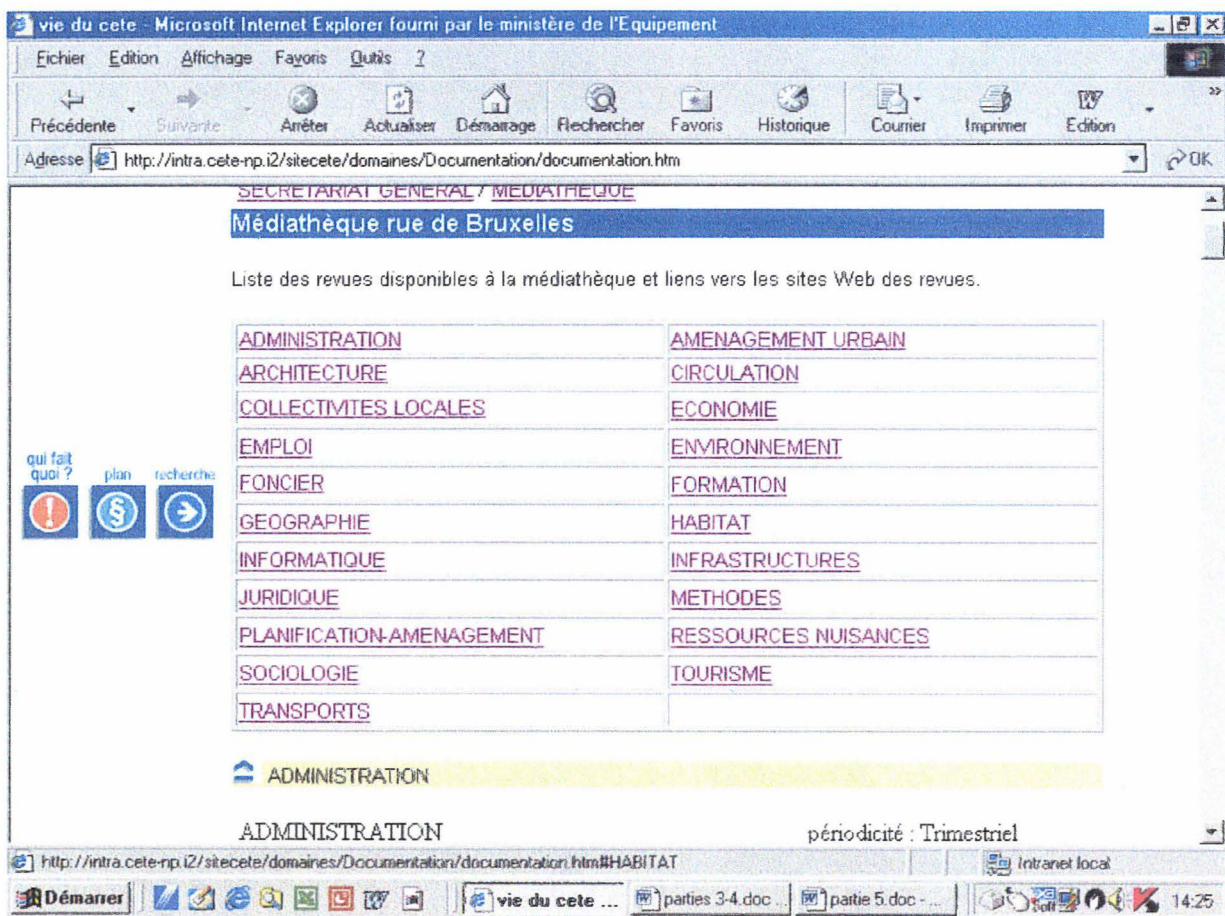 vie du cete - Microsoft Internet Explorer fourni par le ministère de l'Equipement
Fichier Edition Affichage Favoris Outils ?
Précédente Suivante Arrêter Actualiser Démarrage Rechercher Favoris Historique Courrier Imprimer Edition
Adresse http://intra.cete-np.i2/sitecete/domaines/Documentation/documentation.htm OK
SECRETARIAT GENERAL / MEDIATHEQUE
Médiathèque rue de Bruxelles
Liste des revues disponibles à la médiathèque et liens vers les sites Web des revues.
ADMINISTRATION AMENAGEMENT URBAIN
ARCHITECTURE CIRCULATION
COLLECTIVITES LOCALES ECONOMIE
EMPLOI ENVIRONNEMENT
FONCIER FORMATION
GEOGRAPHIE HABITAT
INFORMATIQUE INFRASTRUCTURES
JURIDIQUE METHODES
PLANIFICATION-AMENAGEMENT RESSOURCES NUISANCES
SOCIOLOGIE TOURISME
TRANSPORTS
qui fait
quoi ? plan recherche
ADMINISTRATION
ADMINISTRATION périodicité : Trimestriel
http://intra.cete-np.i2/sitecete/domaines/Documentation/documentation.htm#HABITAT Intranet local
Démarrer vie du cete ... parties 3-4.doc ... partie 5.doc - ... 14:25